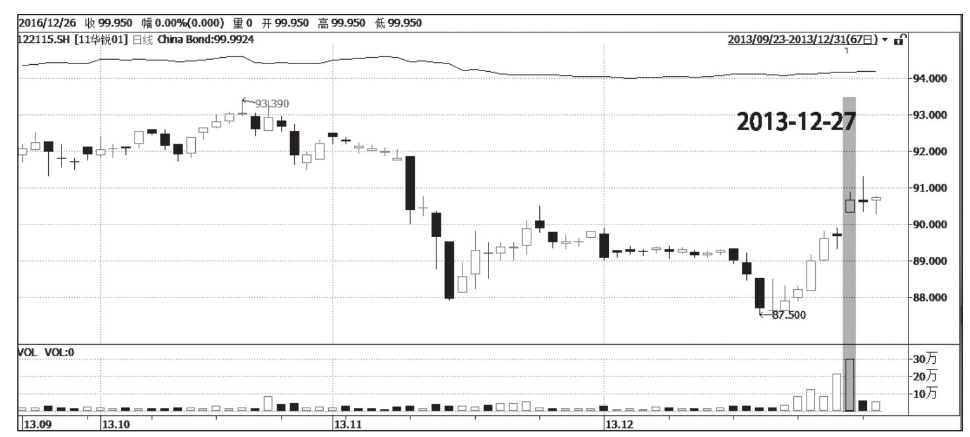 2016/12/26 收 99.950 幅 0.00%(0.000) 量 0 开 99.950 高 99.950 低 99.950
122115.SH [11华锐01] 日线 China Bond:99.9924 2013/09/23-2013/12/31(67日)
1
94.000
93.390
93.000
2013-12-27
92.000
91.000
90.000
89.000
88.000
87.500
VOL VOL:0
30万
20万
10万
13.09 13.10 13.11 13.12